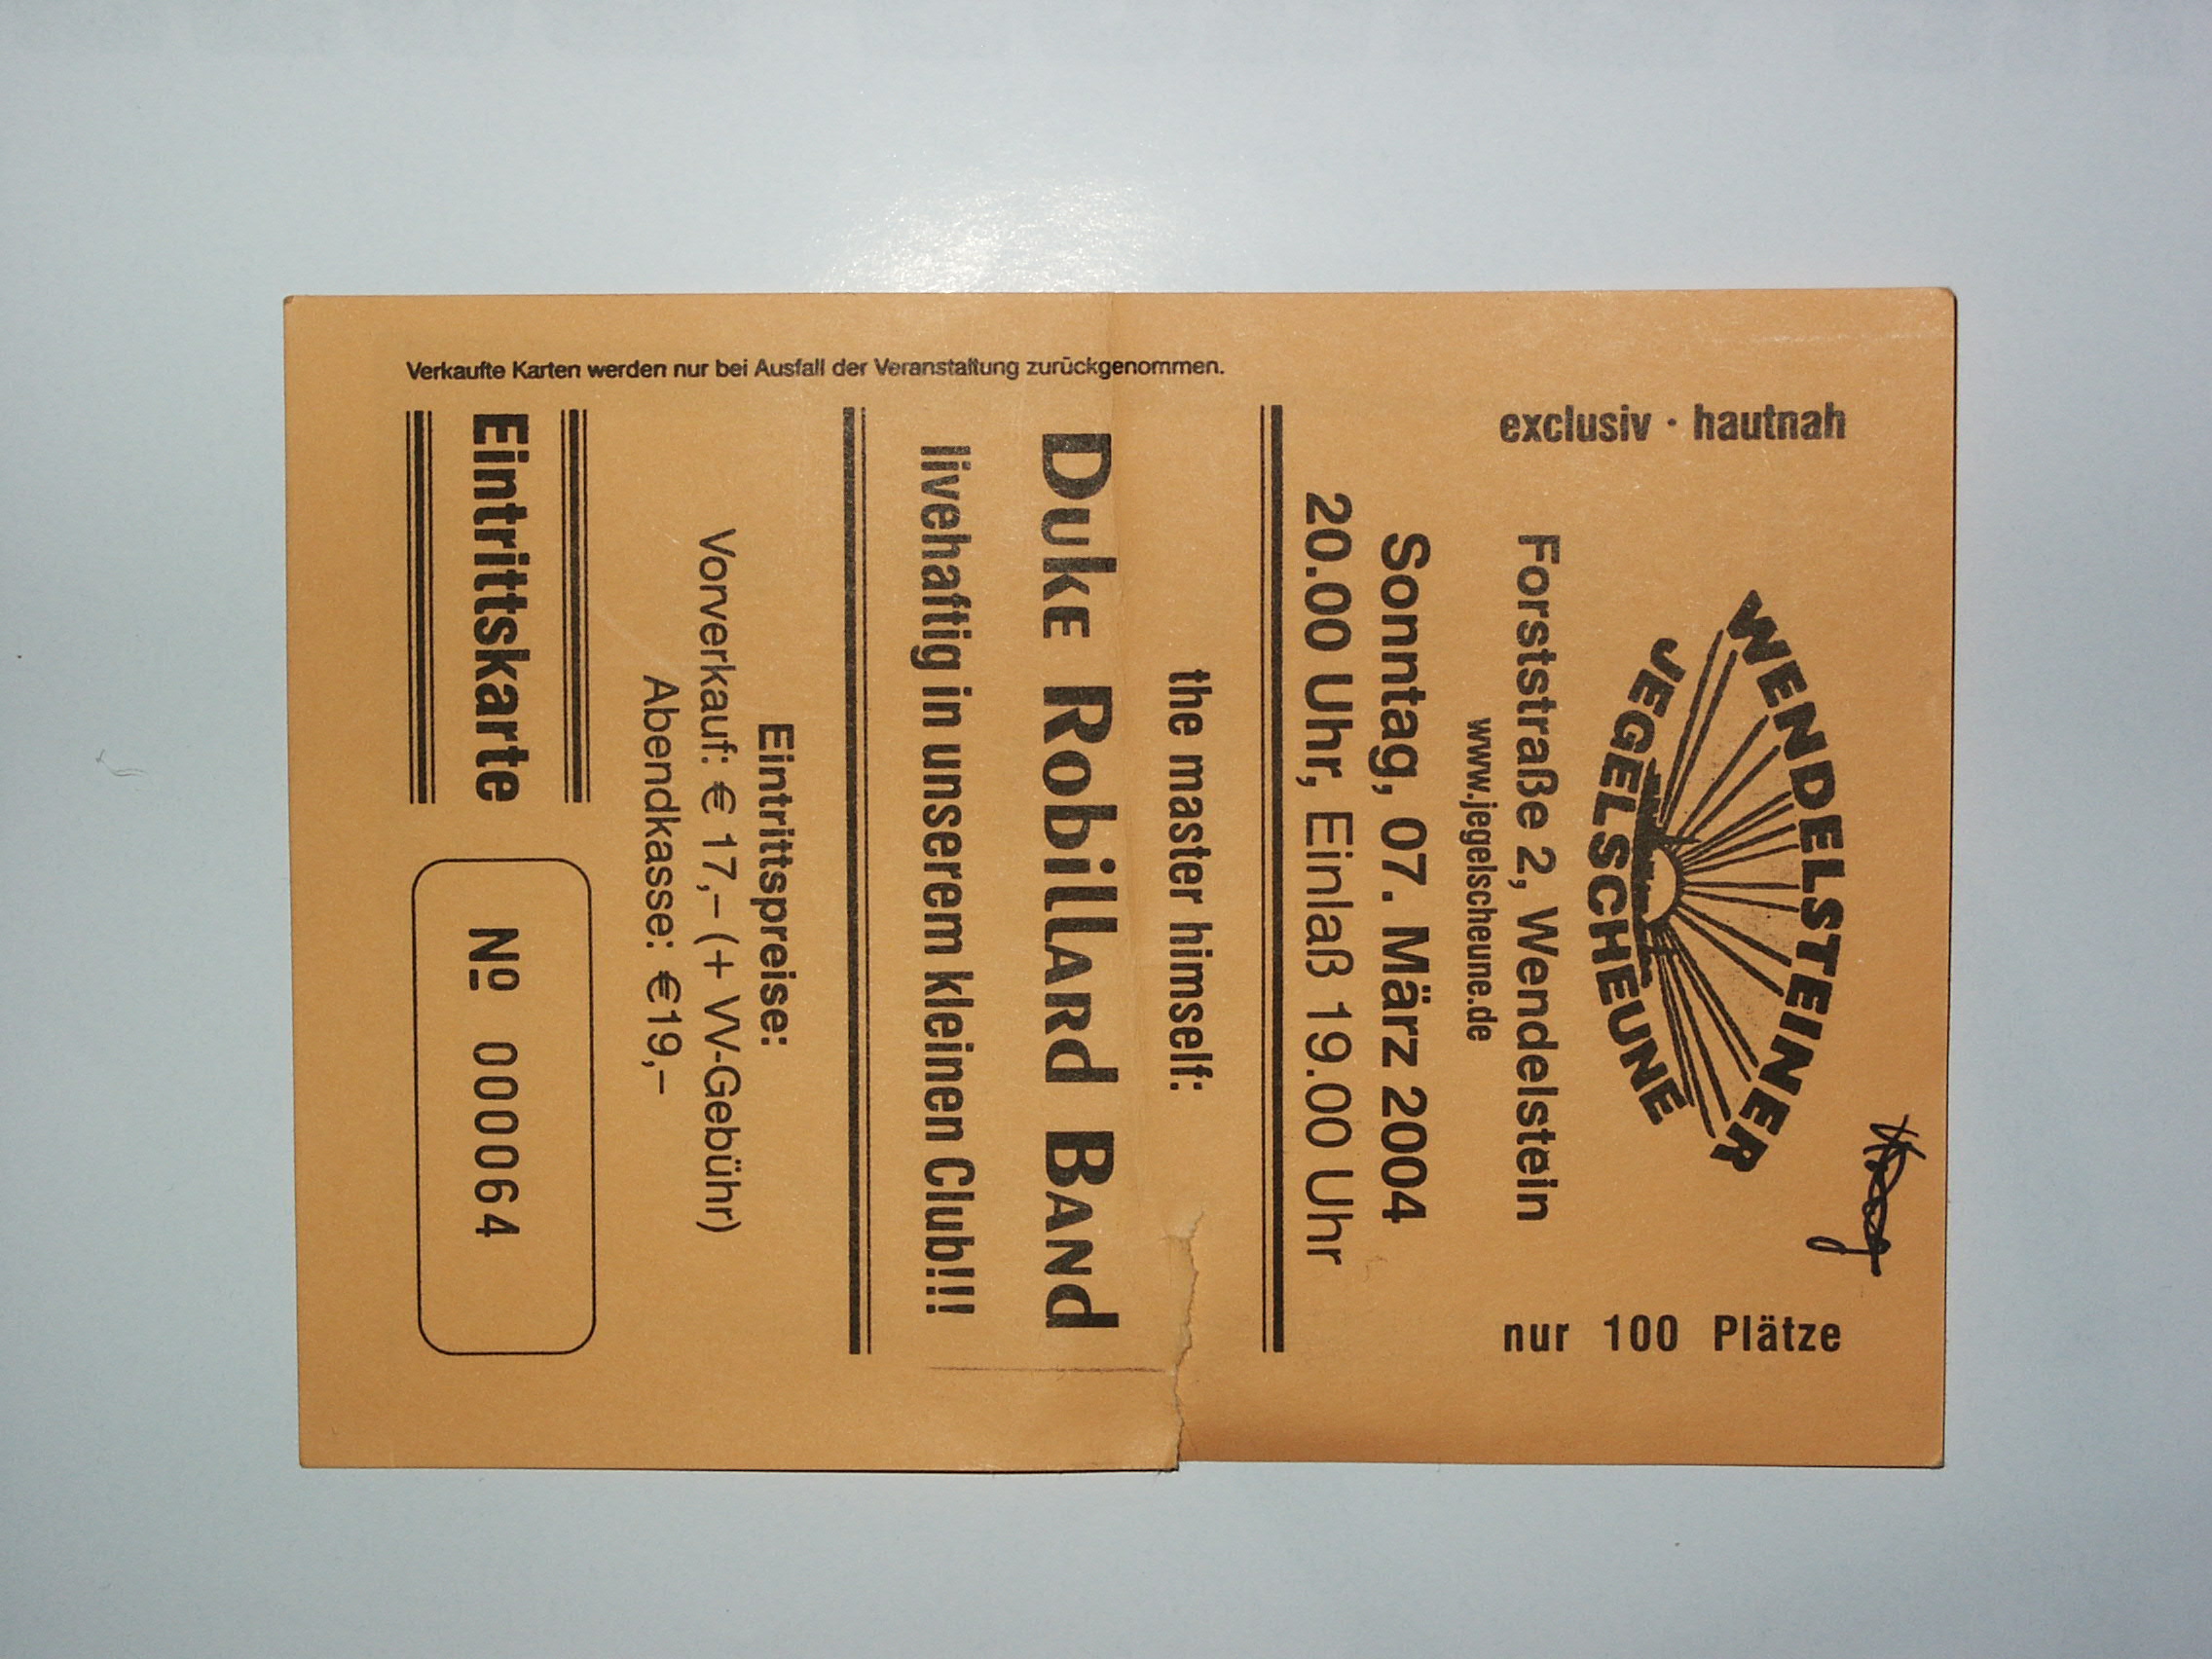 exclusiv · hautnah
nur 100 Plätze
WENDELSTEINER
JEGELSCHEUNE
Forststraße 2, Wendelstein
www.jegelscheune.de
Sonntag, 07. März 2004
20.00 Uhr, Einlaß 19.00 Uhr
the master himself:
Duke Robillard Band
livehaftig in unserem kleinen Club!!!
Eintrittspreise:
Vorverkauf: € 17,– (+ VV-Gebühr)
Abendkasse: €19,–
Eintrittskarte
Nº 000064
Verkaufte Karten werden nur bei Ausfall der Veranstaltung zurückgenommen.